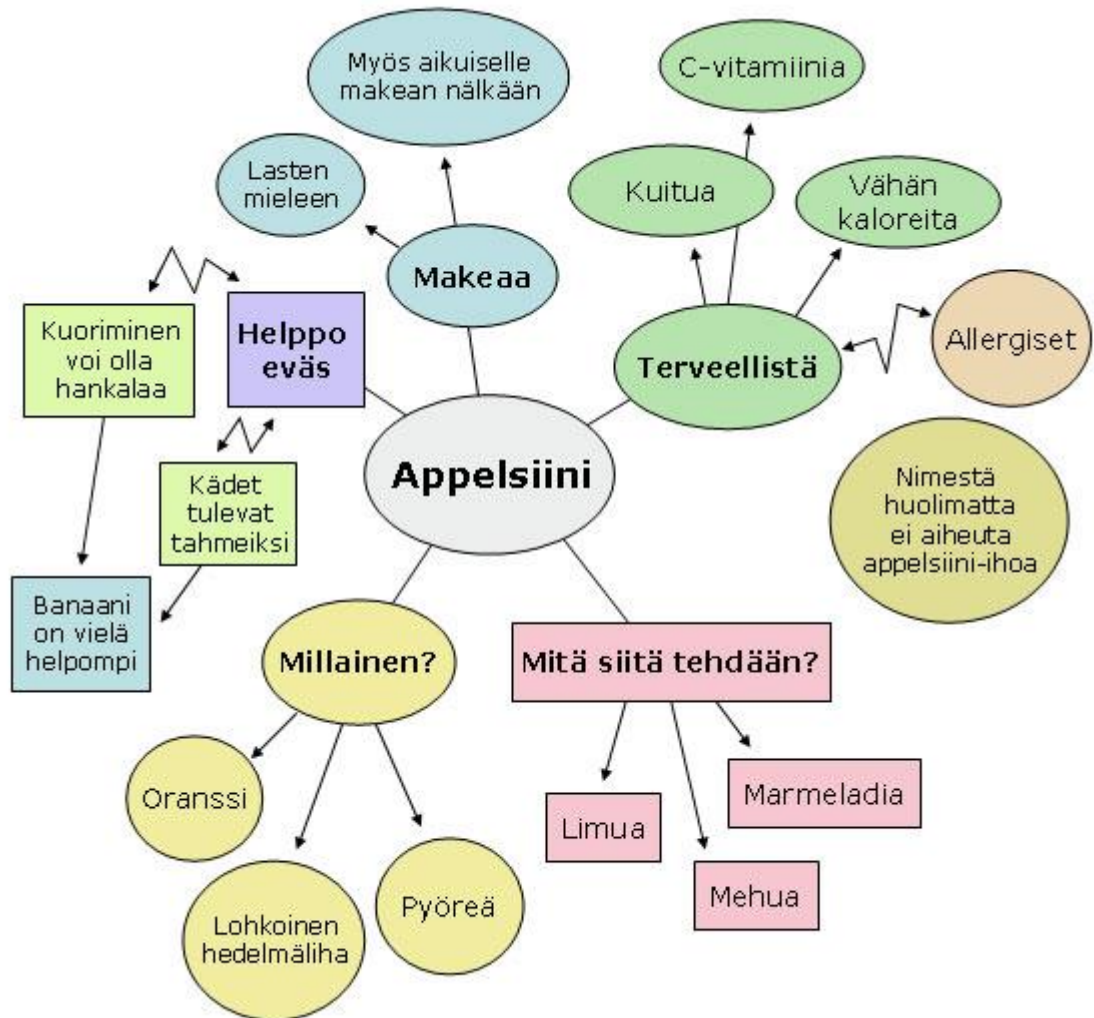 Myös aikuiselle
makean nälkään
C-vitamiinia
Lasten
mieleen
Kuitua
Vähän
kaloreita
Makeaa
Kuoriminen
voi olla
hankalaa
Helppo
eväs
Terveellistä
Allergiset
Appelsiini
Kädet
tulevat
tahmeiksi
Nimestä
huolimatta
ei aiheuta
appelsiini-ihoa
Banaani
on vielä
helpompi
Millainen?
Mitä siitä tehdään?
Oranssi
Lohkoinen
hedelmäliha
Pyöreä
Limua
Mehua
Marmeladia